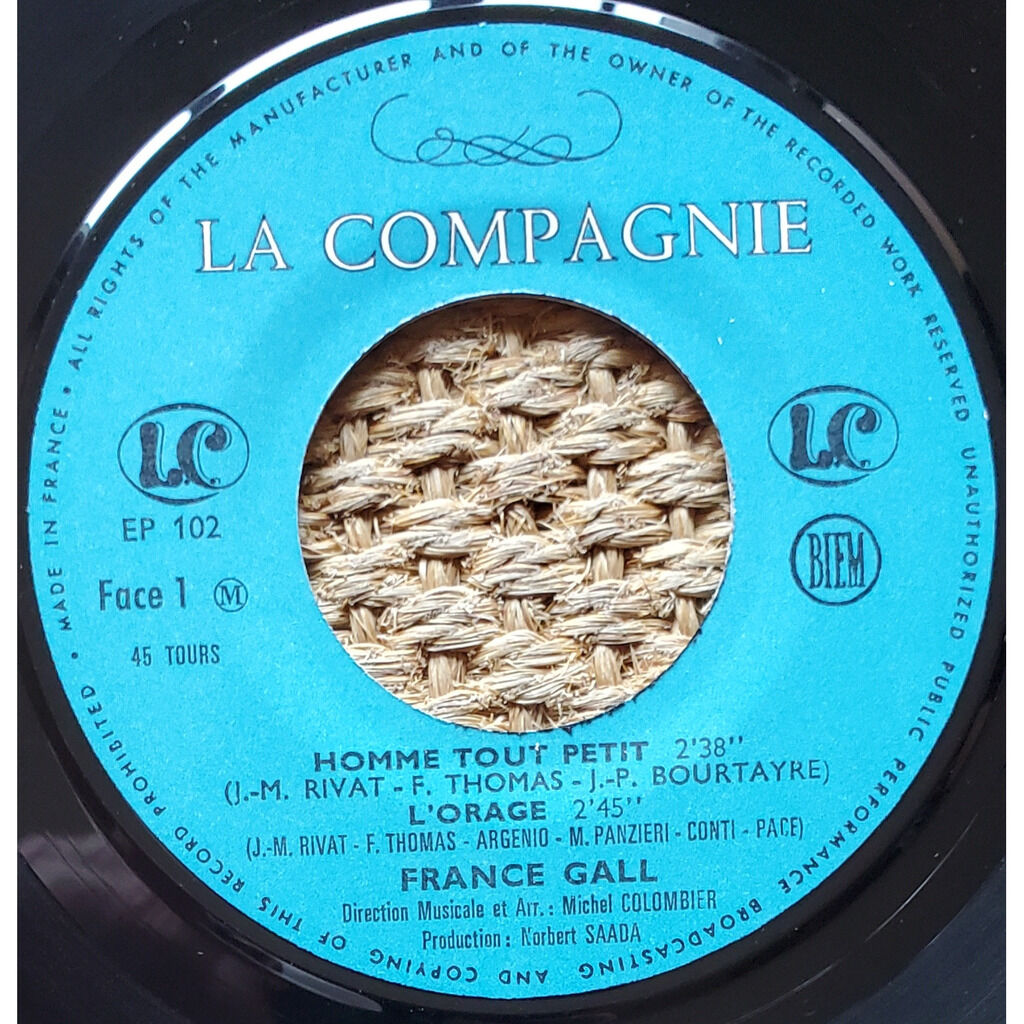 MADE IN FRANCE • ALL RIGHTS OF THE MANUFACTURER AND OF THE OWNER OF THE RECORDED WORK RESERVED UNAUTHORIZED PUBLIC PERFORMANCE BROADCASTING AND COPYING OF THIS RECORD PROHIBITED •
LA COMPAGNIE
L.C
L.C
EP 102
BIEM
Face 1 M
45 TOURS
HOMME TOUT PETIT 2'38''
(J.-M. RIVAT - F. THOMAS - J.-P. BOURTAYRE)
L'ORAGE 2'45''
(J.-M. RIVAT - F. THOMAS - ARGENIO - M. PANZIERI - CONTI - PACE)
FRANCE GALL
Direction Musicale et Arr.: Michel COLOMBIER
Production : Norbert SAADA